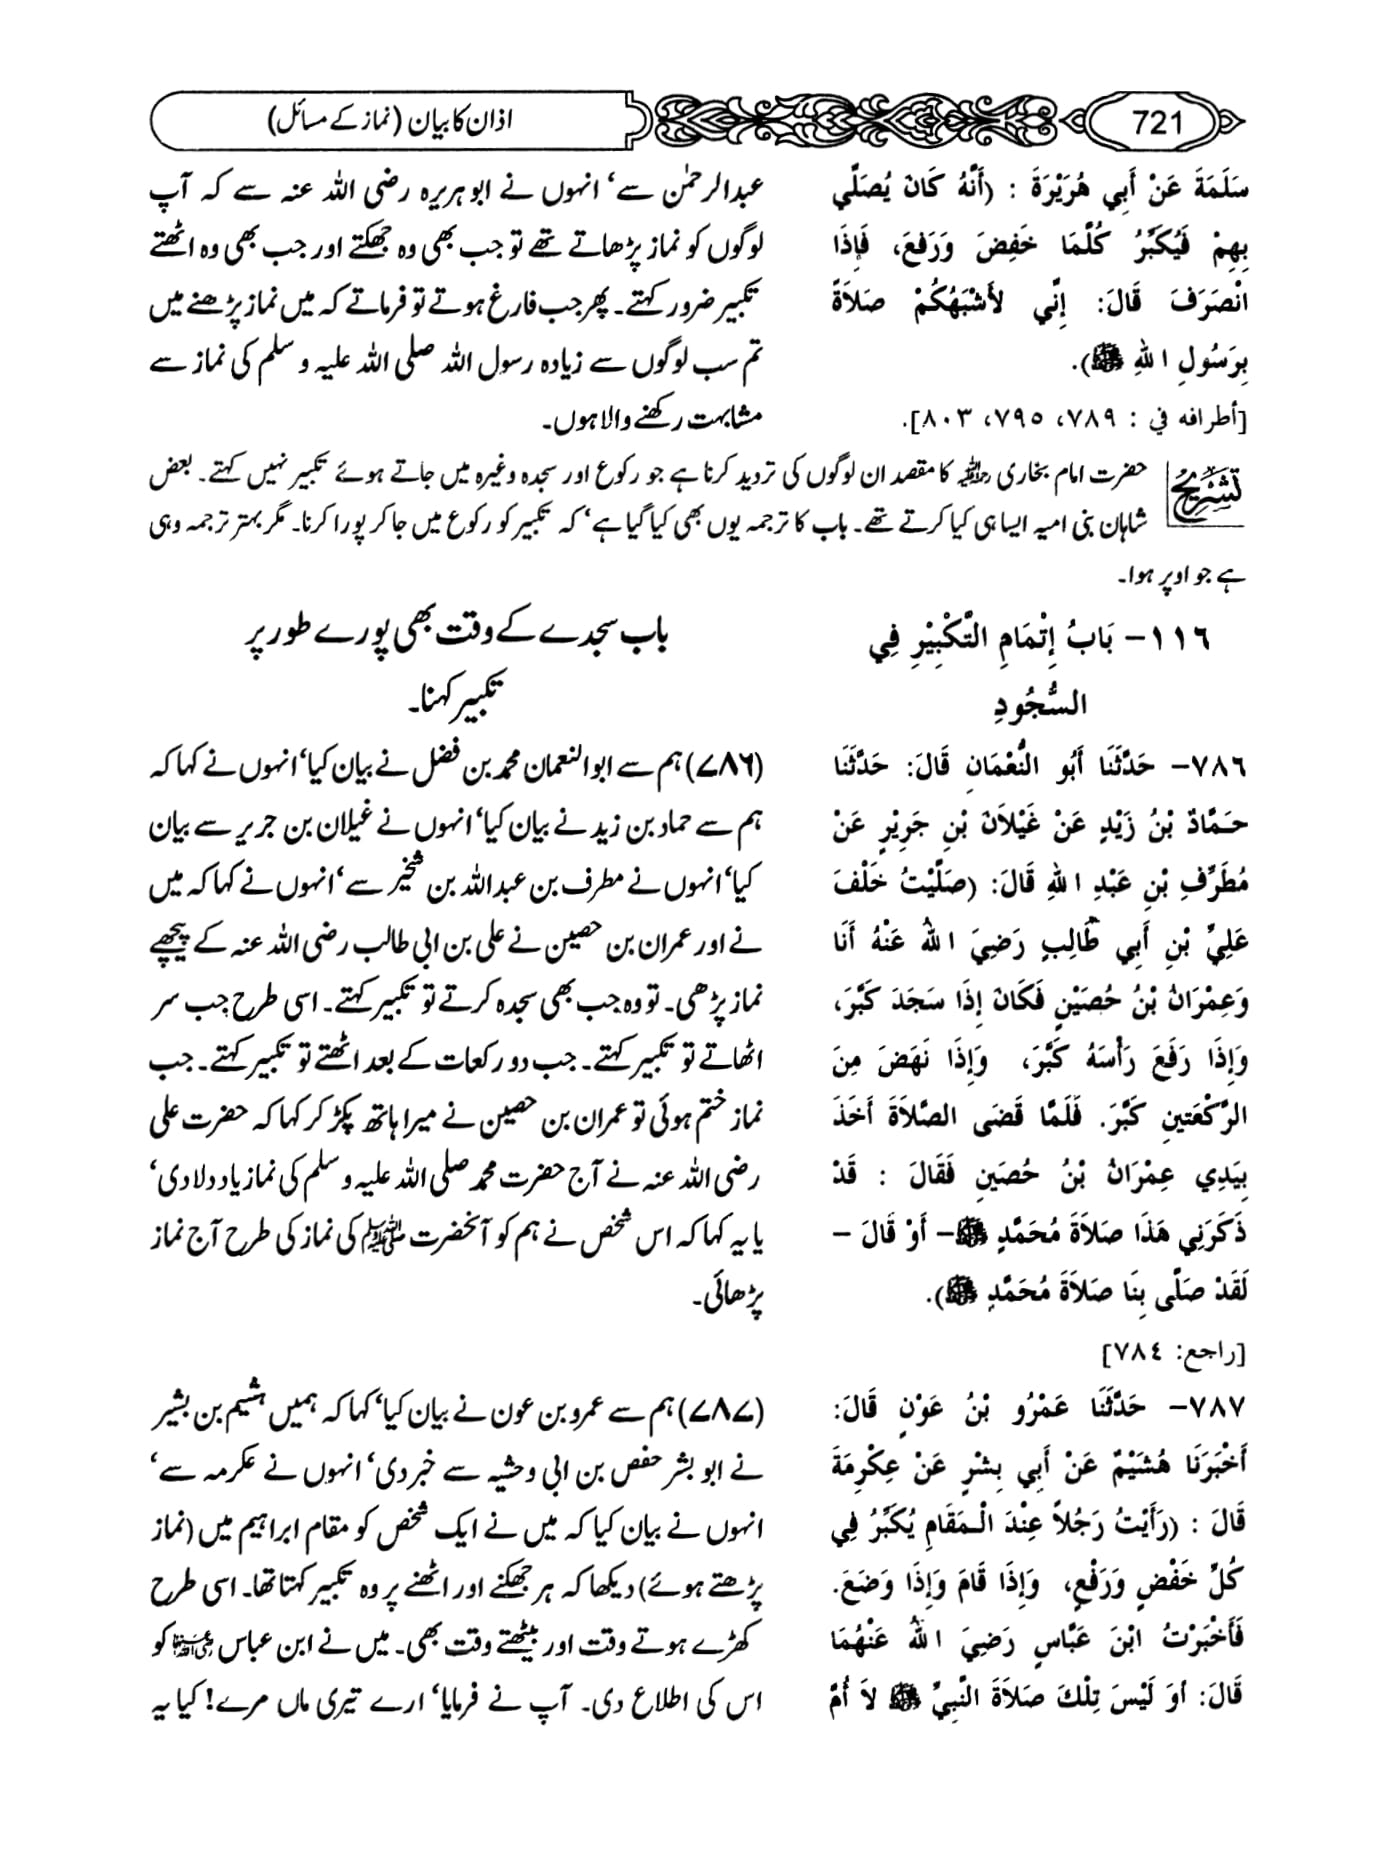 721
اذان کا بیان (نماز کے مسائل)
سَلَمَةَ عَنْ أَبِي هُرَيْرَةَ : (أَنَّهُ كَانَ يُصَلِّي
بِهِمْ فَيُكَبِّرُ كُلَّمَا خَفِضَ وَرَفَعَ، فَإِذَا
انْصَرَفَ قَالَ: إِنِّي لأَشْبَهُكُمْ صَلاَةً
بِرَسُولِ اللهِ ﷺ).
[أطرافه في : ٧٨٩، ٧٩٥، ٨٠٣].
عبدالرحمٰن سے‘ انہوں نے ابو ہریرہ رضی اللہ عنہ سے کہ آپ
لوگوں کو نماز پڑھاتے تھے تو جب بھی وہ جھکتے اور جب بھی وہ اٹھتے
تکبیر ضرور کہتے۔ پھر جب فارغ ہوتے تو فرماتے کہ میں نماز پڑھنے میں
تم سب لوگوں سے زیادہ رسول اللہ صلی اللہ علیہ و سلم کی نماز سے
مشابہت رکھنے والا ہوں۔
تشریح
حضرت امام بخاری رحمۃ اللہ علیہ کا مقصد ان لوگوں کی تردید کرنا ہے جو رکوع اور سجدہ وغیرہ میں جاتے ہوئے تکبیر نہیں کہتے۔ بعض
شاہان بنی امیہ ایسا ہی کیا کرتے تھے۔ باب کا ترجمہ یوں بھی کیا گیا ہے‘ کہ تکبیر کو رکوع میں جا کر پورا کرنا۔ مگر بہتر ترجمہ وہی
ہے جو اوپر ہوا۔
١١٦– بَابُ إِتْمَامِ التَّكْبِيْرِ فِي
السُّجُودِ
باب سجدے کے وقت بھی پورے طور پر
تکبیر کہنا۔
٧٨٦– حَدَّثَنَا أَبُو النُّعْمَانِ قَالَ: حَدَّثَنَا
حَمَّادُ بْنُ زَيْدٍ عَنْ غَيْلاَنَ بْنِ جَرِيْرٍ عَنْ
مُطَرِّفِ بْنِ عَبْدِ اللهِ قَالَ: (صَلَّيْتُ خَلْفَ
عَلِيِّ بْنِ أَبِي طَالِبٍ رَضِيَ اللهُ عَنْهُ أَنَا
وَعِمْرَانُ بْنُ حُصَيْنٍ فَكَانَ إِذَا سَجَدَ كَبَّرَ،
وَإِذَا رَفَعَ رَأْسَهُ كَبَّرَ، وَإِذَا نَهَضَ مِنَ
الرَّكْعَتينِ كَبَّرَ. فَلَمَّا قَضَى الصَّلاَةَ أَخَذَ
بِيَدِي عِمْرَانُ بْنُ حُصَينٍ فَقَالَ : قَدْ
ذَكَرَنِي هَذَا صَلاَةَ مُحَمَّدٍ ﷺ– أَوْ قَالَ –
لَقَدْ صَلَّى بِنَا صَلاَةَ مُحَمَّدٍ ﷺ).
[راجع: ٧٨٤]
(۷۸۶) ہم سے ابوالنعمان محمد بن فضل نے بیان کیا‘ انہوں نے کہا کہ
ہم سے حماد بن زید نے بیان کیا‘ انہوں نے غیلان بن جریر سے بیان
کیا‘ انہوں نے مطرف بن عبداللہ بن شخیر سے‘ انہوں نے کہا کہ میں
نے اور عمران بن حصین نے علی بن ابی طالب رضی اللہ عنہ کے پیچھے
نماز پڑھی۔ تو وہ جب بھی سجدہ کرتے تو تکبیر کہتے۔ اسی طرح جب سر
اٹھاتے تو تکبیر کہتے۔ جب دو رکعات کے بعد اٹھتے تو تکبیر کہتے۔ جب
نماز ختم ہوئی تو عمران بن حصین نے میرا ہاتھ پکڑ کر کہا کہ حضرت علی
رضی اللہ عنہ نے آج حضرت محمد صلی اللہ علیہ و سلم کی نماز یاد دلا دی‘
یا یہ کہا کہ اس شخص نے ہم کو آنحضرت ﷺ کی نماز کی طرح آج نماز
پڑھائی۔
٧٨٧– حَدَّثَنَا عَمْرُو بْنُ عَوْنٍ قَالَ:
أَخْبَرَنَا هُشَيْمٌ عَنْ أَبِي بِشْرٍ عَنْ عِكْرِمَةَ
قَالَ : (رَأَيْتُ رَجُلاً عِنْدَ الْمَقَامِ يُكَبِّرُ فِي
كُلِّ خَفْضٍ وَرَفْعٍ، وَإِذَا قَامَ وَإِذَا وَضَعَ.
فَأَخْبَرْتُ ابْنَ عَبَّاسٍ رَضِيَ اللهُ عَنْهُمَا
قَالَ: أَوَ لَيْسَ تِلْكَ صَلاَةَ النَّبِيِّ ﷺ لاَ أُمَّ
(۷۸۷) ہم سے عمرو بن عون نے بیان کیا‘ کہا کہ ہمیں ہشیم بن بشیر
نے ابو بشر حفص بن ابی وحشیہ سے خبر دی‘ انہوں نے عکرمہ سے‘
انہوں نے بیان کیا کہ میں نے ایک شخص کو مقام ابراہیم میں (نماز
پڑھتے ہوئے) دیکھا کہ ہر جھکنے اور اٹھنے پر وہ تکبیر کہتا تھا۔ اسی طرح
کھڑے ہوتے وقت اور بیٹھتے وقت بھی۔ میں نے ابن عباس رضی اللہ عنہما کو
اس کی اطلاع دی۔ آپ نے فرمایا‘ ارے تیری ماں مرے! کیا یہ